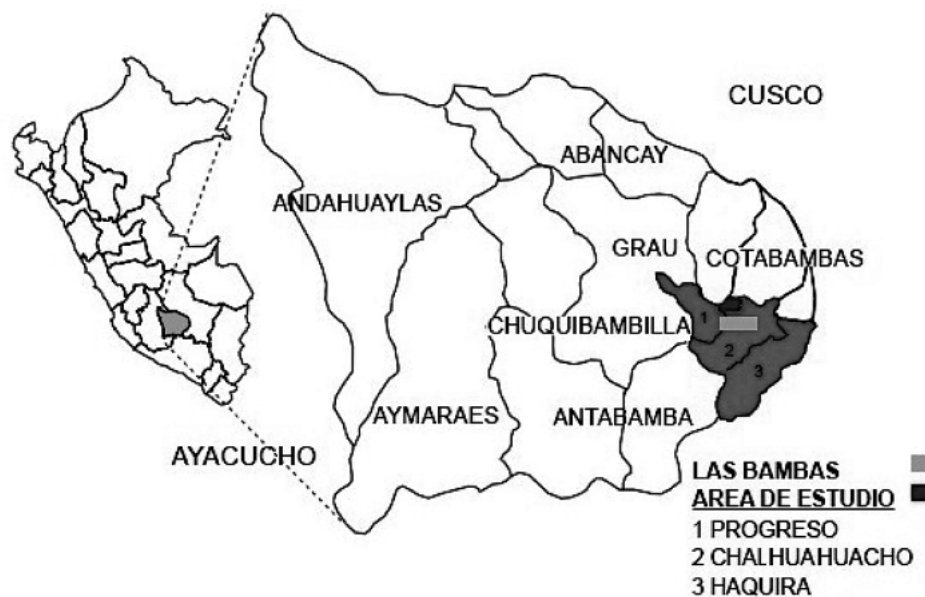 CUSCO
ABANCAY
ANDAHUAYLAS
GRAU
COTABAMBAS
1
CHUQUIBAMBILLA
2
3
AYMARAES
ANTABAMBA
AYACUCHO
LAS BAMBAS
AREA DE ESTUDIO
1 PROGRESO
2 CHALHUAHUACHO
3 HAQUIRA